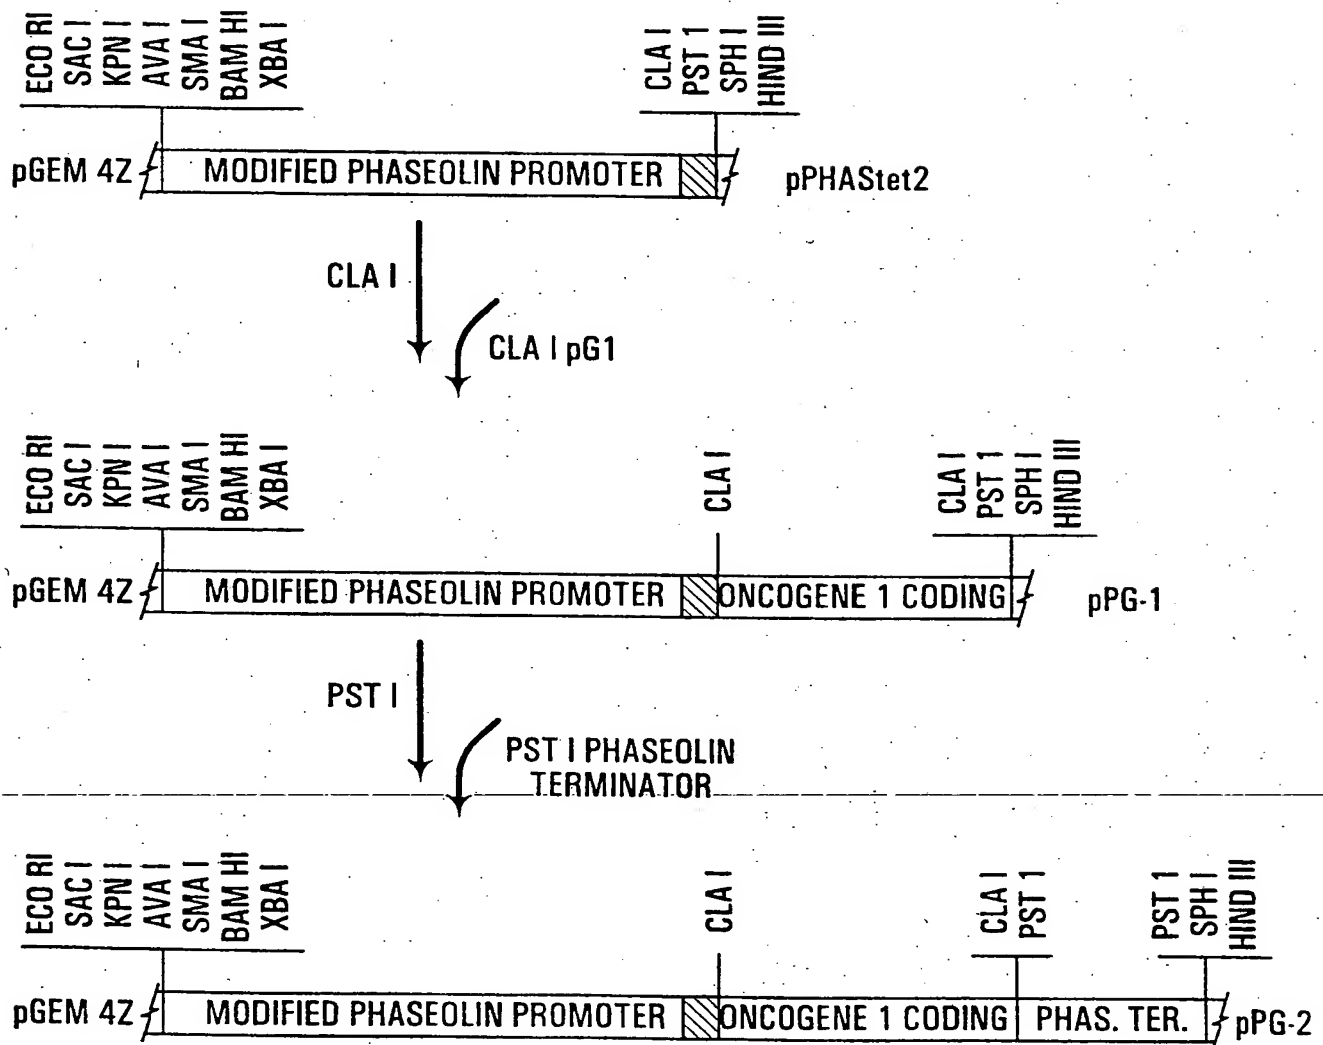 ECO RI
SAC I
KPN I
AVA I
SMA I
BAM HI
XBA I
CLA I
PST 1
SPH I
HIND III
pGEM 4Z
MODIFIED PHASEOLIN PROMOTER
pPHAStet2
CLA I
CLA I pG1
ECO RI
SAC I
KPN I
AVA I
SMA I
BAM HI
XBA I
CLA I
CLA I
PST 1
SPH I
HIND III
pGEM 4Z
MODIFIED PHASEOLIN PROMOTER
ONCOGENE 1 CODING
pPG-1
PST I
PST I PHASEOLIN
TERMINATOR
ECO RI
SAC I
KPN I
AVA I
SMA I
BAM HI
XBA I
CLA I
CLA I
PST 1
PST 1
SPH I
HIND III
pGEM 4Z
MODIFIED PHASEOLIN PROMOTER
ONCOGENE 1 CODING
PHAS. TER.
pPG-2